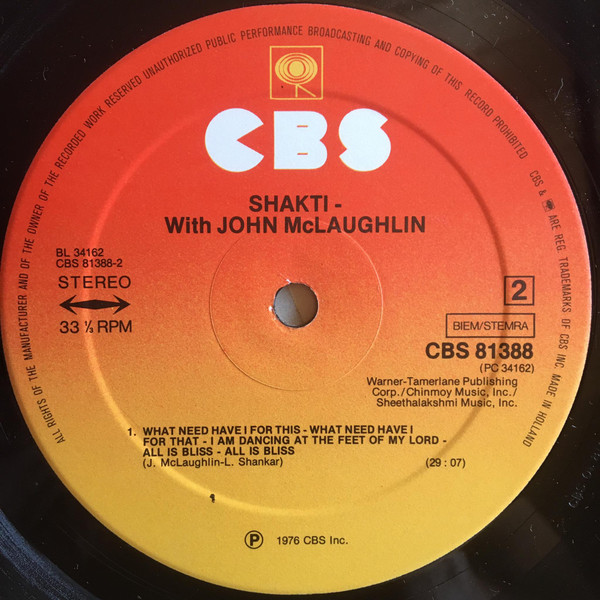 ALL RIGHTS OF THE MANUFACTURER AND OF THE OWNER OF THE RECORDED WORK RESERVED UNAUTHORIZED PUBLIC PERFORMANCE BROADCASTING AND COPYING OF THIS RECORD PROHIBITED
CBS & ARE REG. TRADEMARKS OF CBS INC. MADE IN HOLLAND
CBS
SHAKTI -
With JOHN McLAUGHLIN
BL 34162
CBS 81388-2
STEREO
33 ⅓ RPM
2
BIEM/STEMRA
CBS 81388
(PC 34162)
Warner-Tamerlane Publishing
Corp./Chinmoy Music, Inc./
Sheethalakshmi Music, Inc.
1. WHAT NEED HAVE I FOR THIS - WHAT NEED HAVE I
FOR THAT - I AM DANCING AT THE FEET OF MY LORD -
ALL IS BLISS - ALL IS BLISS
(J. McLaughlin-L. Shankar) (29 : 07)
Ⓟ 1976 CBS Inc.